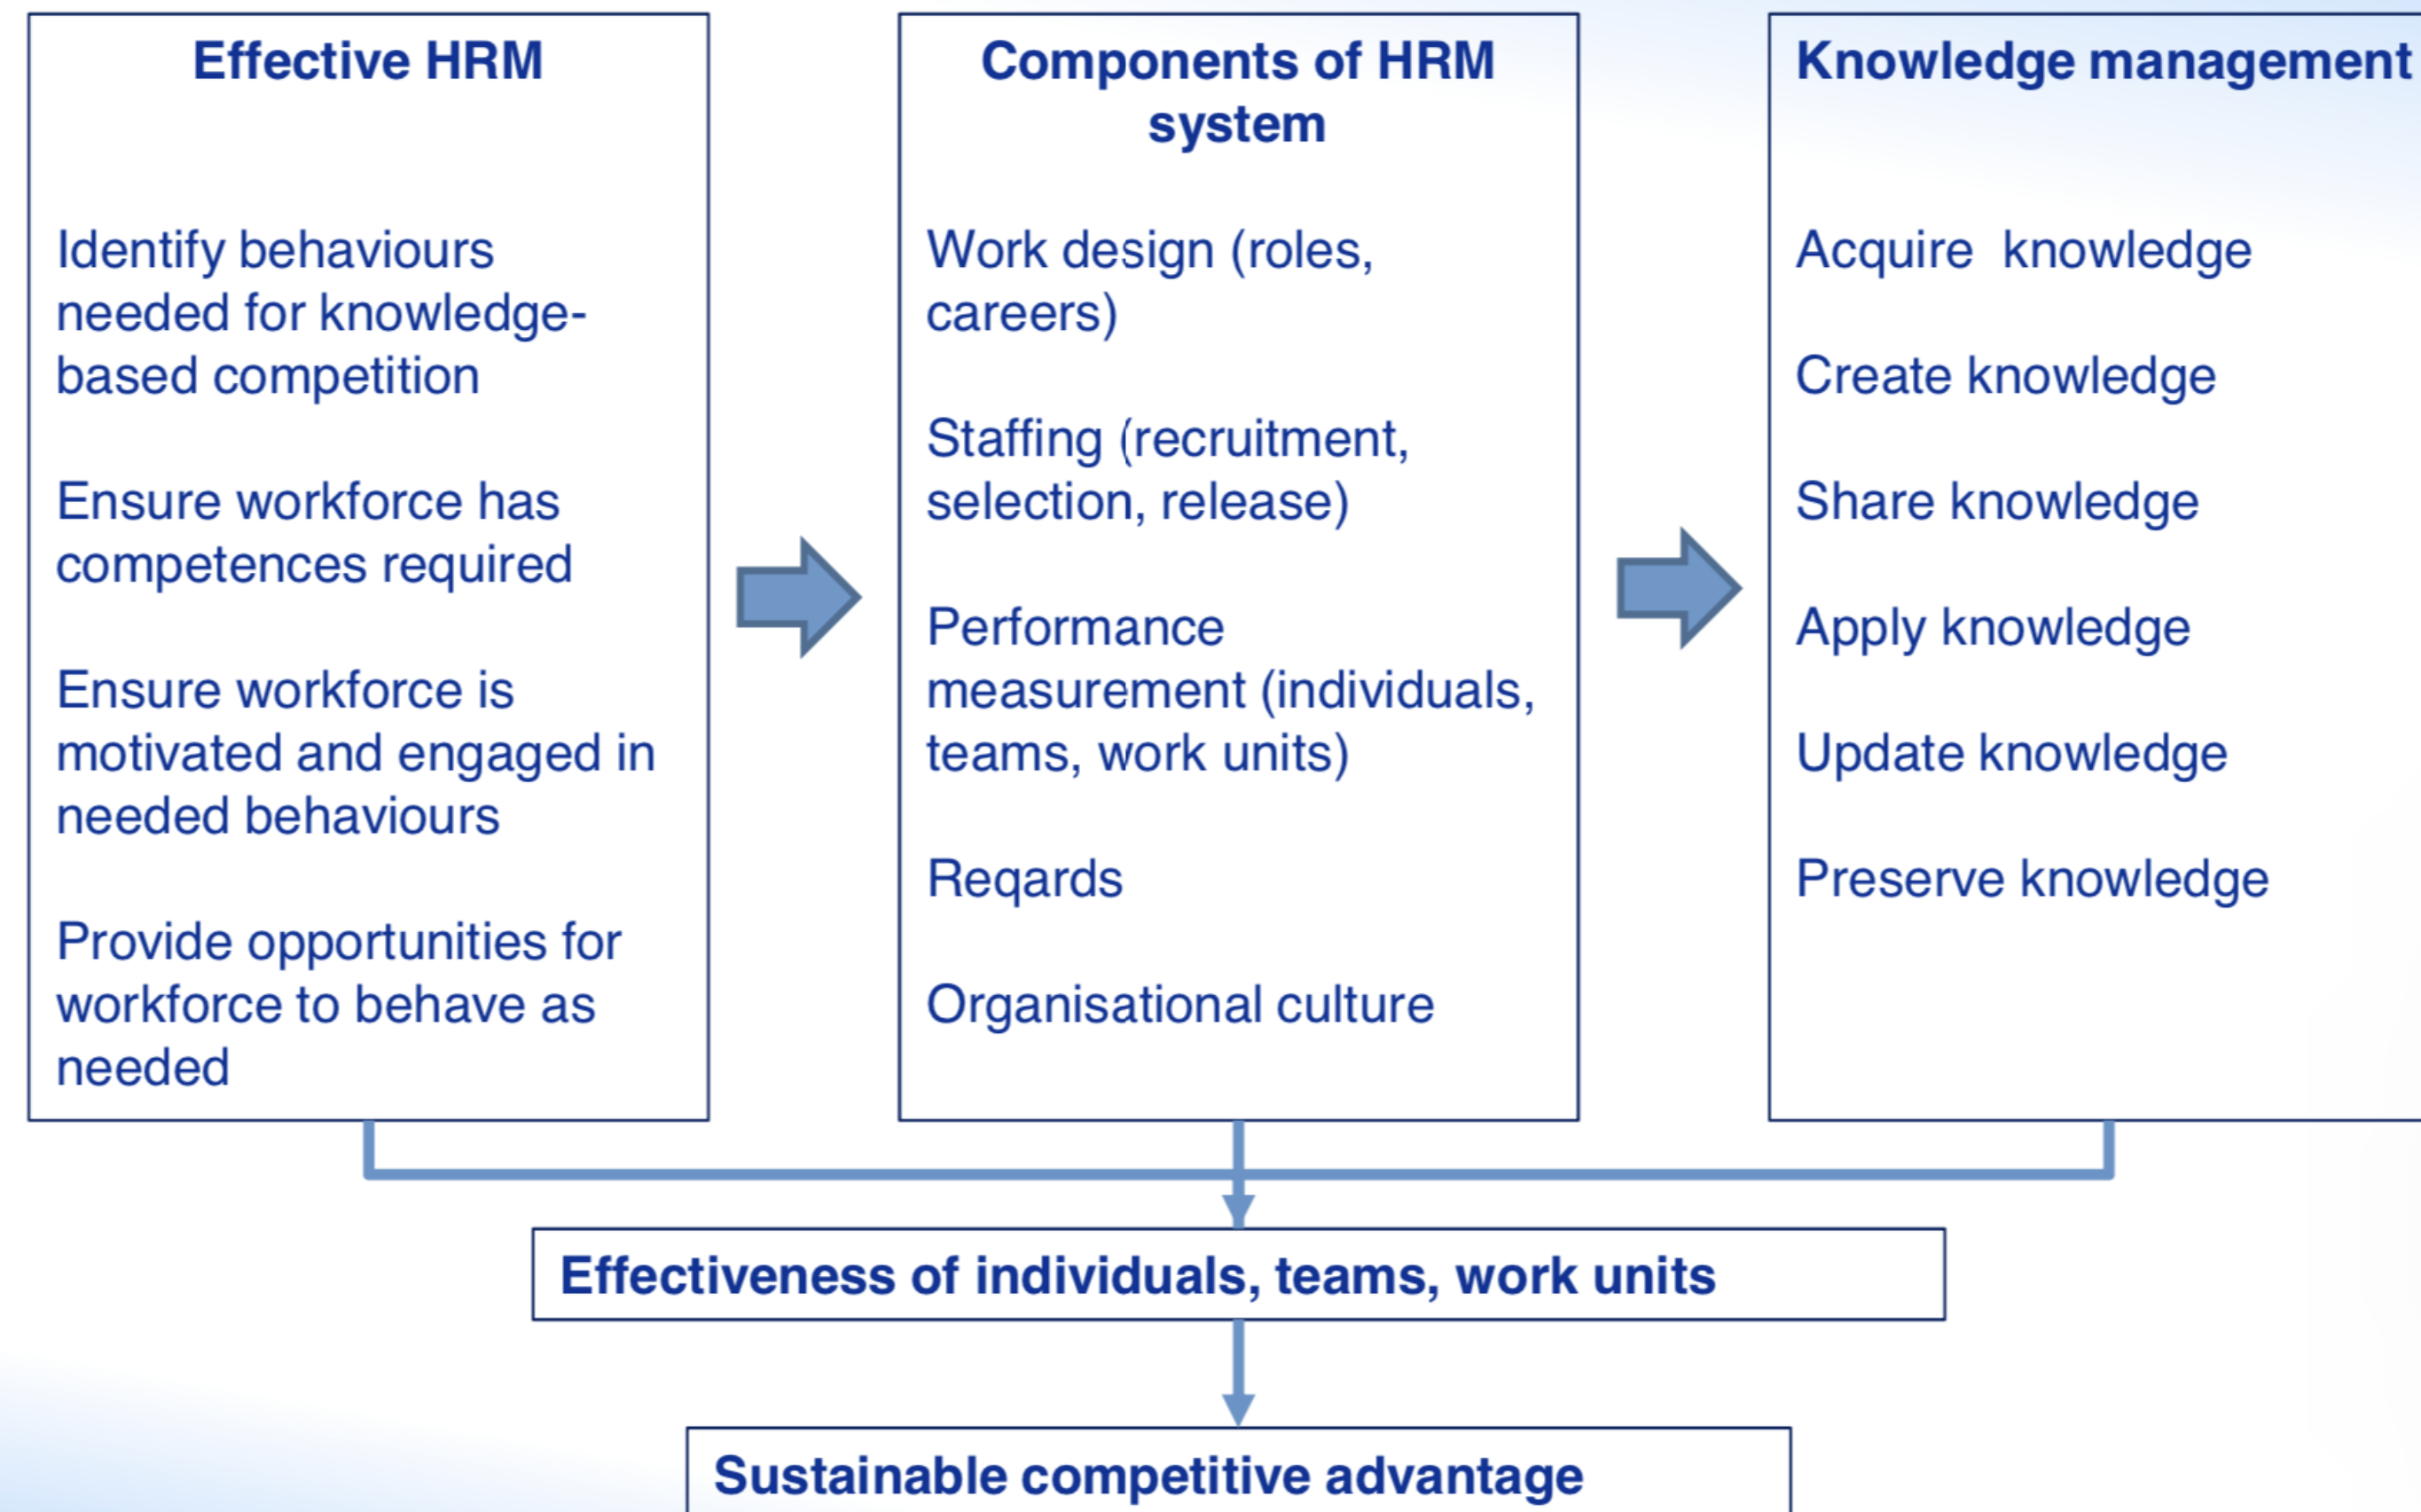 Effective HRM
Identify behaviours
needed for knowledge-
based competition
Ensure workforce has
competences required
Ensure workforce is
motivated and engaged in
needed behaviours
Provide opportunities for
workforce to behave as
needed
Components of HRM
system
Work design (roles,
careers)
Staffing (recruitment,
selection, release)
Performance
measurement (individuals,
teams, work units)
Reqards
Organisational culture
Knowledge management
Acquire  knowledge
Create knowledge
Share knowledge
Apply knowledge
Update knowledge
Preserve knowledge
Effectiveness of individuals, teams, work units
Sustainable competitive advantage